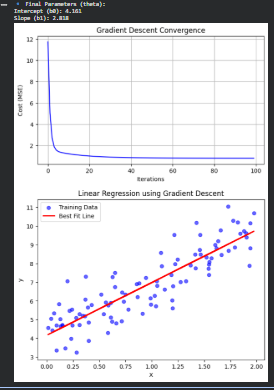 Final Parameters (theta):
Intercept (b0): 4.161
Slope (b1): 2.818
Gradient Descent Convergence
12
10
8
6
4
2
Cost (MSE)
0 20 40 60 80 100
Iterations
Linear Regression using Gradient Descent
Training Data
Best Fit Line
11
10
9
8
7
6
5
4
3
y
0.00 0.25 0.50 0.75 1.00 1.25 1.50 1.75 2.00
X